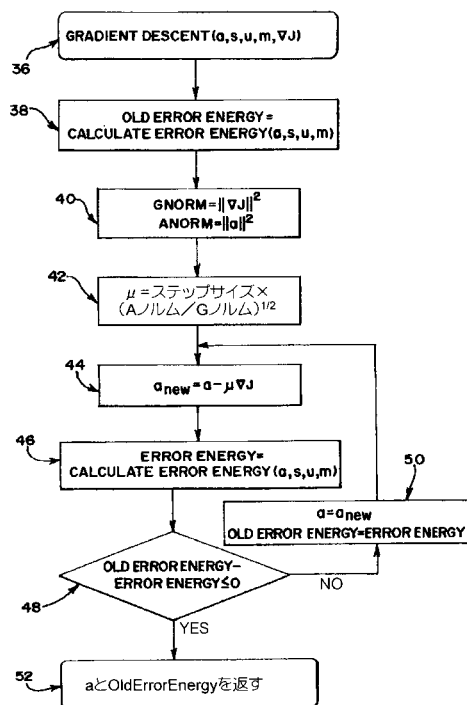 GRADIENT DESCENT(a,s,u,m,∇J)
36
38
OLD ERROR ENERGY=
CALCULATE ERROR ENERGY(a,s,u,m)
40
GNORM=‖∇J‖²
ANORM=‖a‖²
42
μ=ステップサイズ×
(Aノルム／Gノルム)1/2
44
anew=a-μ∇J
46
ERROR ENERGY=
CALCULATE ERROR ENERGY(a,s,u,m)
50
a=anew
OLD ERROR ENERGY=ERROR ENERGY
OLD ERROR ENERGY-
ERROR ENERGY≤0
48
NO
YES
52
aとOldErrorEnergyを返す